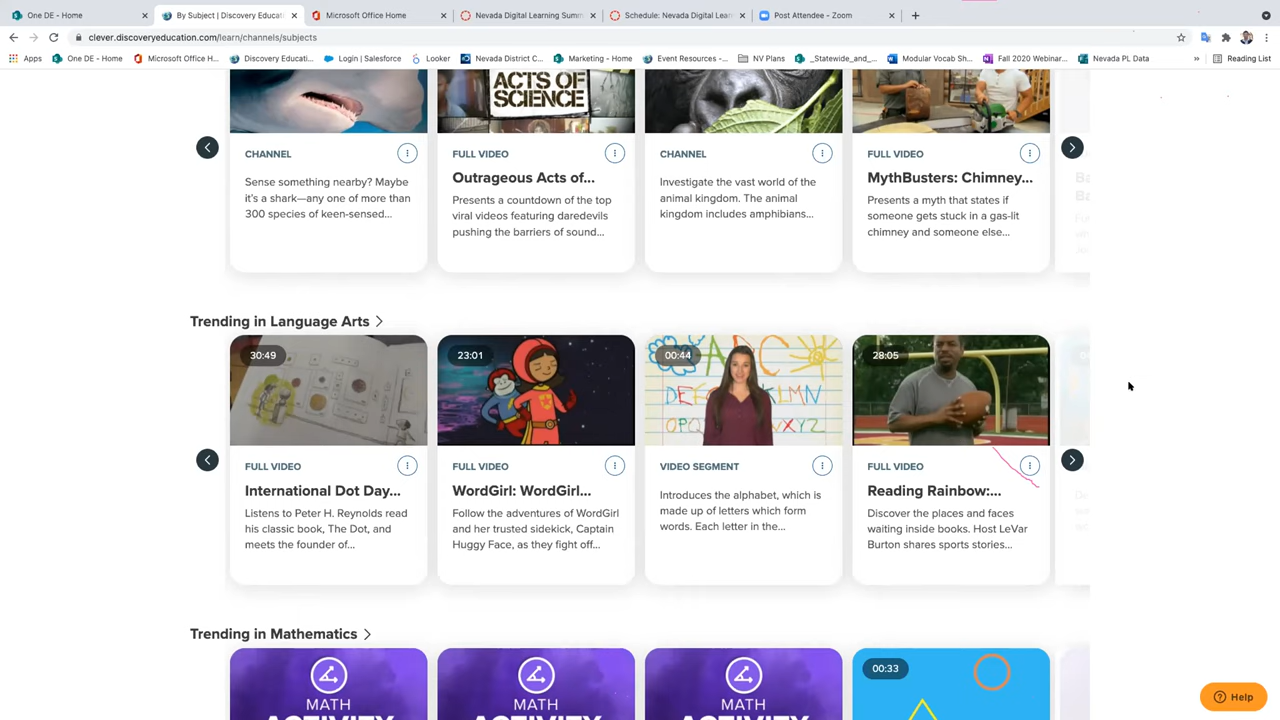 One DE - Home
By Subject | Discovery Educati
Microsoft Office Home
Nevada Digital Learning Summ
Schedule: Nevada Digital Lear
Post Attendee - Zoom
clever.discoveryeducation.com/learn/channels/subjects
Apps
One DE - Home
Microsoft Office H...
Discovery Educati...
Login | Salesforce
Looker
Nevada District C...
Marketing - Home
Event Resources -...
NV Plans
_Statewide_and_...
Modular Vocab Sh...
Fall 2020 Webinar...
Nevada PL Data
»
Reading List
ACTS OF
SCIENCE
CHANNEL
Sense something nearby? Maybe
it's a shark—any one of more than
300 species of keen-sensed...
FULL VIDEO
Outrageous Acts of...
Presents a countdown of the top
viral videos featuring daredevils
pushing the barriers of sound...
CHANNEL
Investigate the vast world of the
animal kingdom. The animal
kingdom includes amphibians...
FULL VIDEO
MythBusters: Chimney...
Presents a myth that states if
someone gets stuck in a gas-lit
chimney and someone else...
Trending in Language Arts >
30:49
FULL VIDEO
International Dot Day...
Listens to Peter H. Reynolds read
his classic book, The Dot, and
meets the founder of...
23:01
FULL VIDEO
WordGirl: WordGirl...
Follow the adventures of WordGirl
and her trusted sidekick, Captain
Huggy Face, as they fight off...
00:44
VIDEO SEGMENT
Introduces the alphabet, which is
made up of letters which form
words. Each letter in the...
28:05
FULL VIDEO
Reading Rainbow:...
Discover the places and faces
waiting inside books. Host LeVar
Burton shares sports stories...
Trending in Mathematics >
MATH
ACTIVITY
MATH
ACTIVITY
MATH
ACTIVITY
00:33
Help